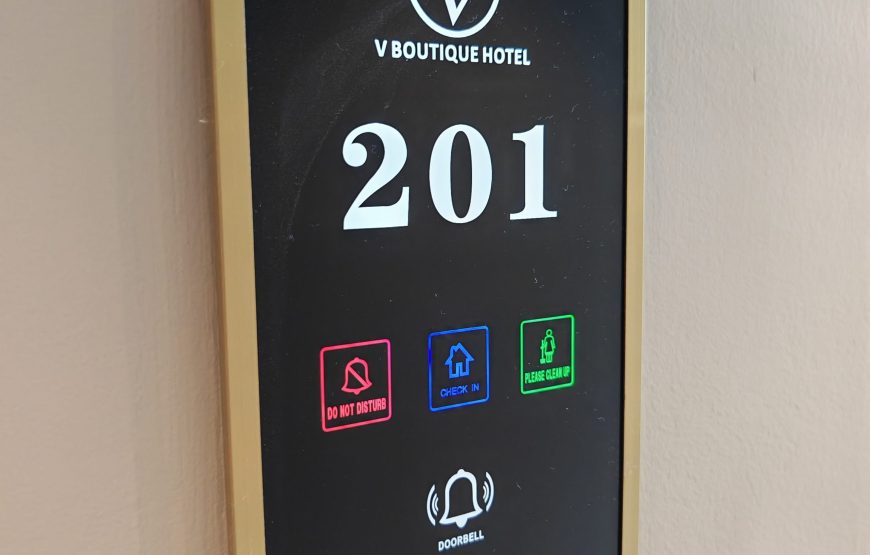 V
V BOUTIQUE HOTEL
201
DO NOT DISTURB
CHECK IN
PLEASE CLEAN UP
DOORBELL